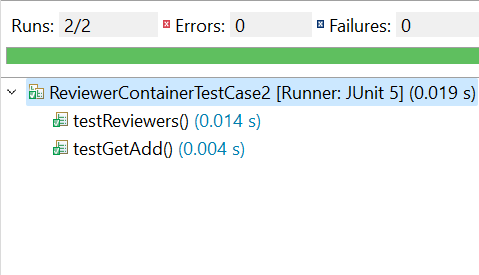 Runs: 2/2 Errors: 0 Failures: 0
ReviewerContainerTestCase2 [Runner: JUnit 5] (0.019 s)
testReviewers() (0.014 s)
testGetAdd() (0.004 s)